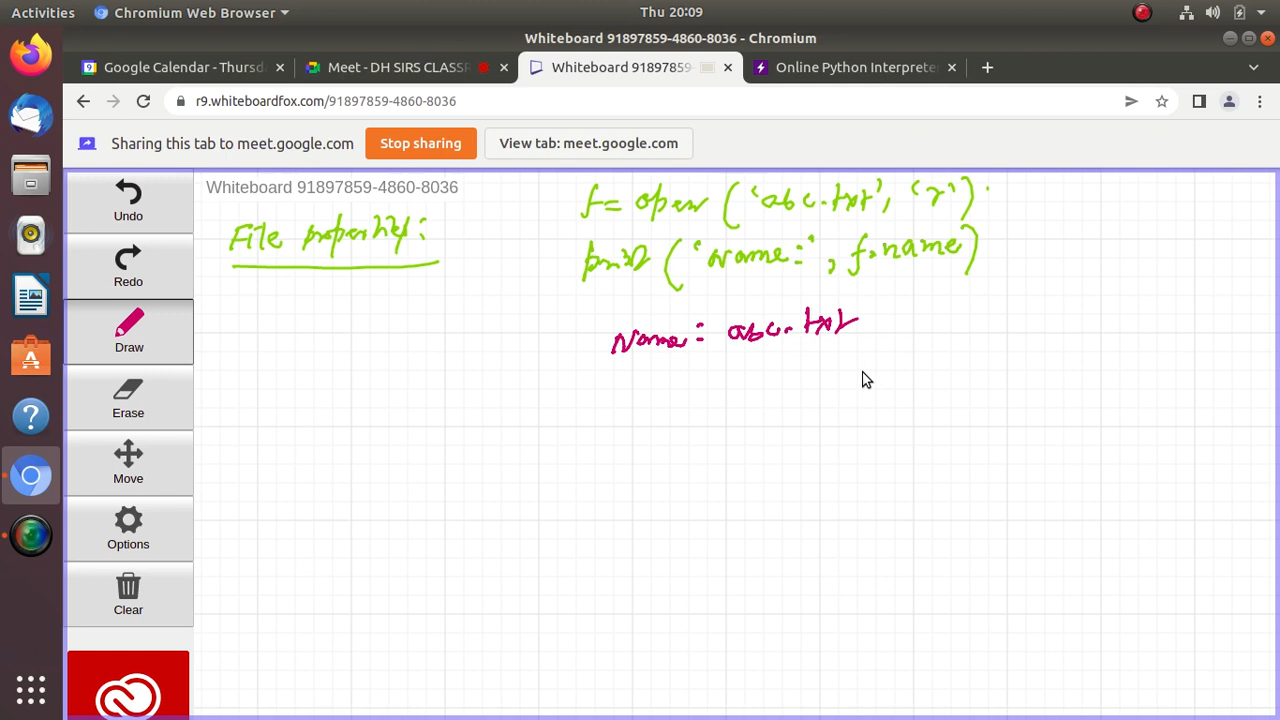 Activities Chromium Web Browser Thu 20:09
Whiteboard 91897859-4860-8036 - Chromium
Google Calendar - Thursd Meet - DH SIRS CLASSR Whiteboard 91897859- Online Python Interprete
r9.whiteboardfox.com/91897859-4860-8036
Sharing this tab to meet.google.com Stop sharing View tab: meet.google.com
Whiteboard 91897859-4860-8036
Undo
Redo
Draw
Erase
Move
Options
Clear
File properties:
f= open ('abc.txt', 'r').
print ('Name:', f.name)
Name: abc.txt